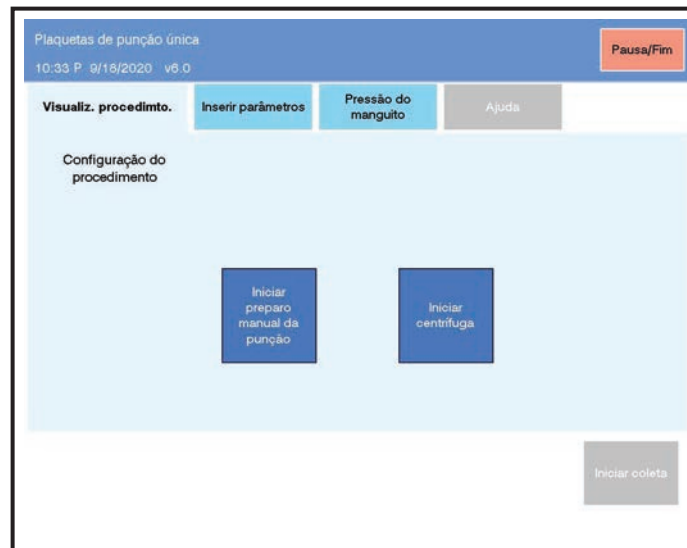 Plaquetas de punção única
10:33 P 9/18/2020 v6.0
Pausa/Fim
Visualiz. procedimto.
Inserir parâmetros
Pressão do
manguito
Ajuda
Configuração do
procedimento
Iniciar
preparo
manual da
punção
Iniciar
centrífuga
Iniciar coleta